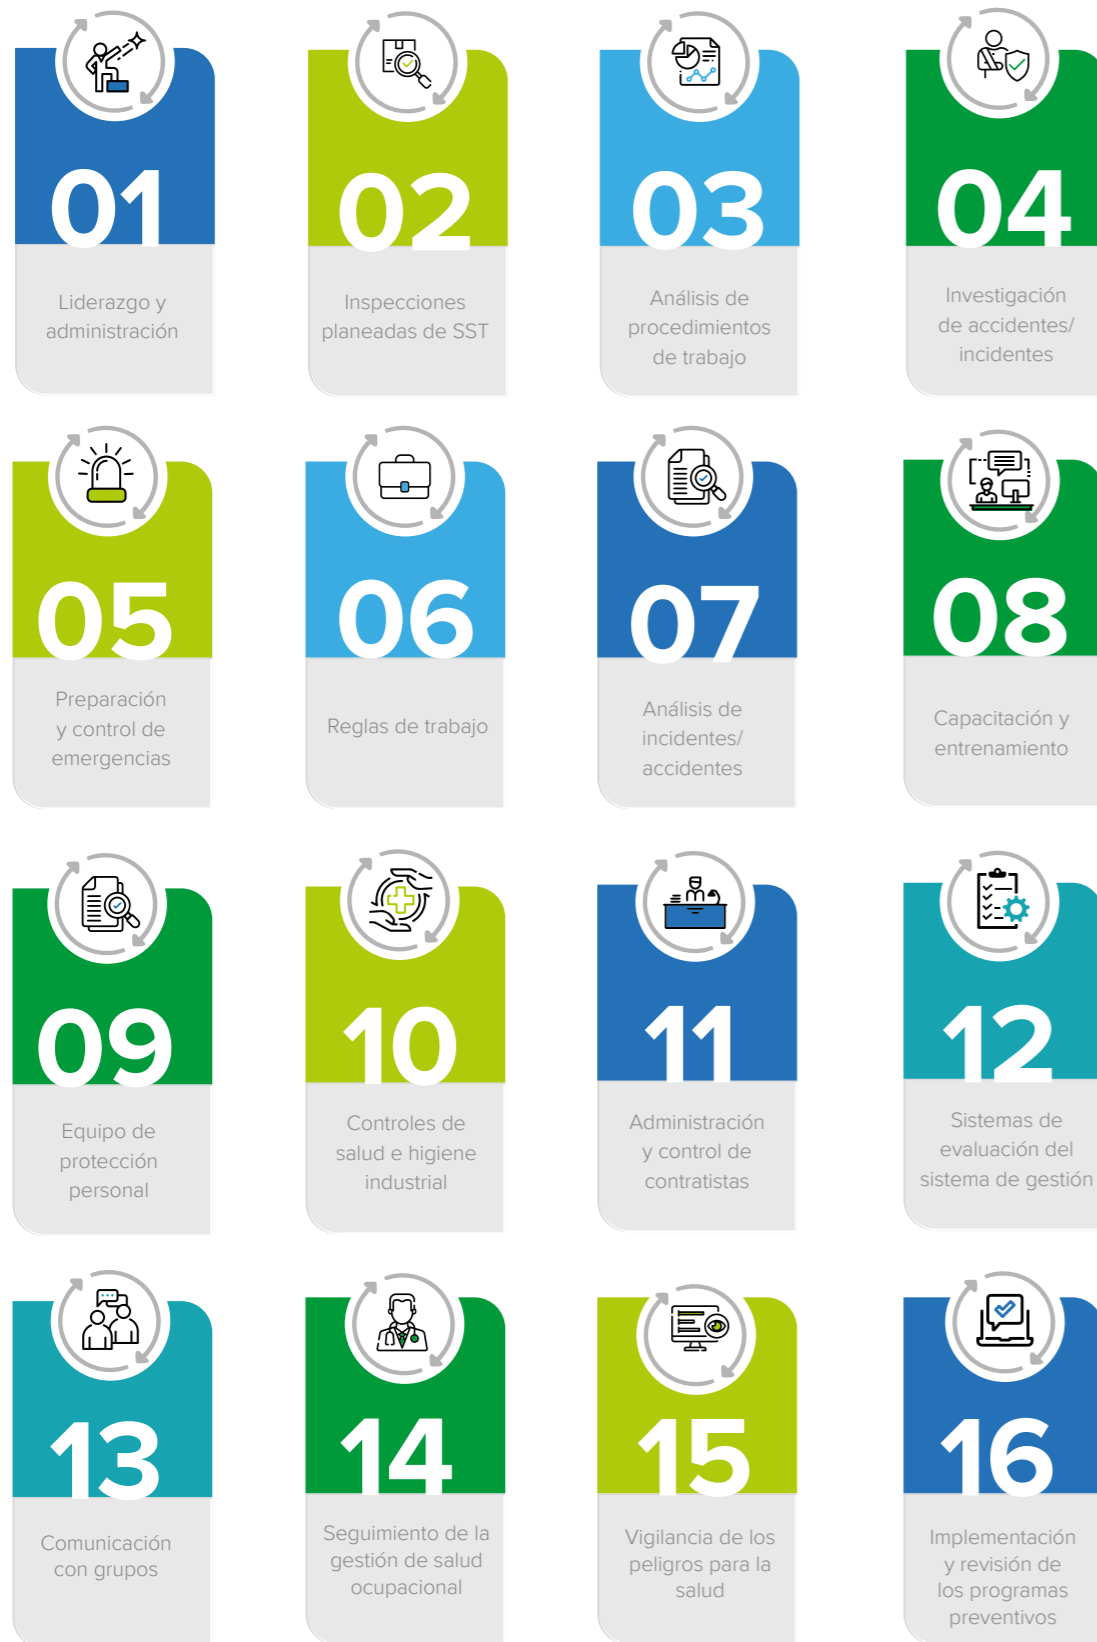 01
Liderazgo y
administración
02
Inspecciones
planeadas de SST
03
Análisis de
procedimientos
de trabajo
04
Investigación
de accidentes/
incidentes
05
Preparación
y control de
emergencias
06
Reglas de trabajo
07
Análisis de
incidentes/
accidentes
08
Capacitación y
entrenamiento
09
Equipo de
protección
personal
10
Controles de
salud e higiene
industrial
11
Administración
y control de
contratistas
12
Sistemas de
evaluación del
sistema de gestión
13
Comunicación
con grupos
14
Seguimiento de la
gestión de salud
ocupacional
15
Vigilancia de los
peligros para la
salud
16
Implementación
y revisión de
los programas
preventivos